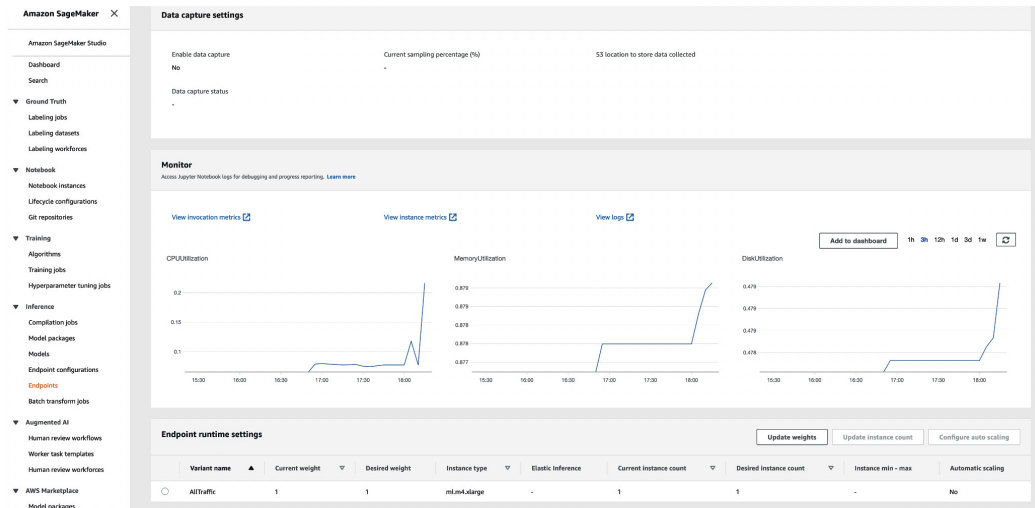 Amazon SageMaker
Amazon SageMaker Studio
Dashboard
Search
Ground Truth
Labeling jobs
Labeling datasets
Labeling workforces
Notebook
Notebook instances
Lifecycle configurations
Git repositories
Training
Algorithms
Training jobs
Hyperparameter tuning jobs
Inference
Compilation jobs
Model packages
Models
Endpoint configurations
Endpoints
Batch transform jobs
Augmented AI
Human review workflows
Worker task templates
Human review workforces
AWS Marketplace
Model packages
Data capture settings
Enable data capture
No
Current sampling percentage (%)
-
S3 location to store data collected
Data capture status
-
Monitor
Access Jupyter Notebook logs for debugging and progress reporting. Learn more
View invocation metrics
View instance metrics
View logs
Add to dashboard 1h 3h 12h 1d 3d 1w
CPUUtilization
0.2
0.15
0.1
15:30 16:00 16:30 17:00 17:30 18:00
MemoryUtilization
0.879
0.879
0.878
0.878
0.877
15:30 16:00 16:30 17:00 17:30 18:00
DiskUtilization
0.479
0.479
0.479
0.478
15:30 16:00 16:30 17:00 17:30 18:00
Endpoint runtime settings
Update weights Update instance count Configure auto scaling
Variant name Current weight Desired weight Instance type Elastic Inference Current instance count Desired instance count Instance min - max Automatic scaling
AllTraffic 1 1 ml.m4.xlarge - 1 1 - No